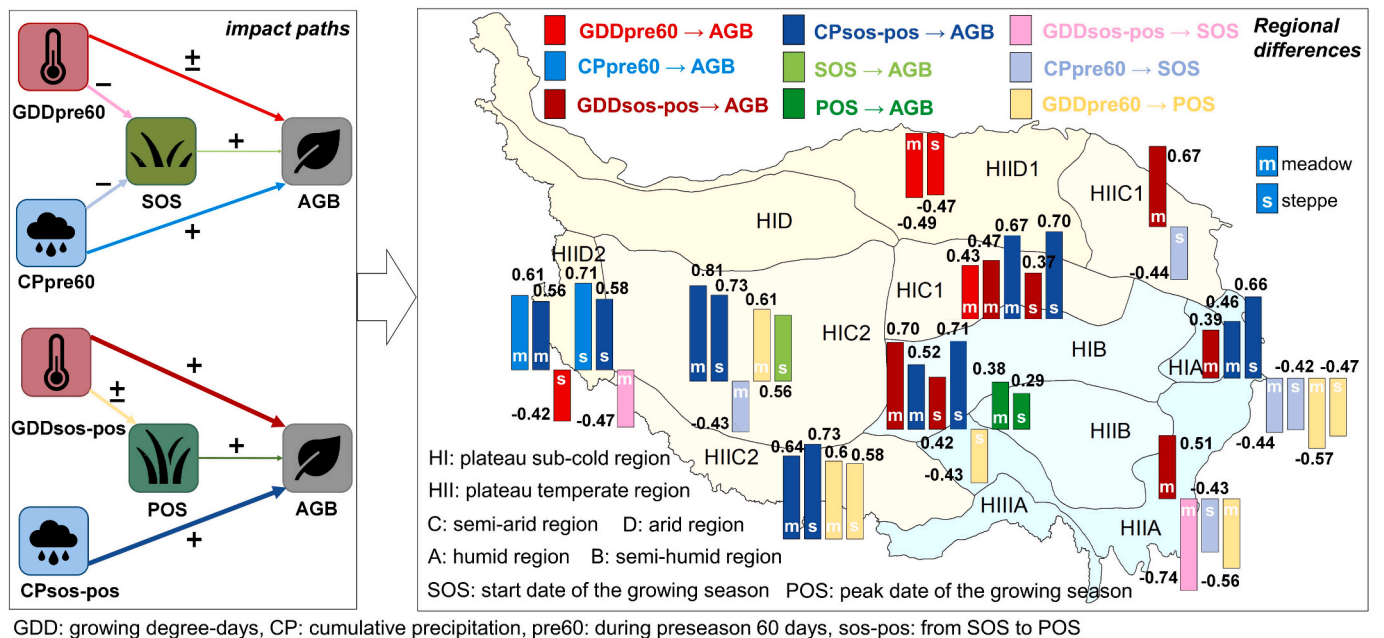 impact paths
±
GDDpre60
−
+
SOS
AGB
−
+
CPpre60
+
GDDsos-pos
±
+
POS
AGB
+
CPsos-pos
GDDpre60 → AGB
CPsos-pos → AGB
GDDsos-pos → SOS
Regional
differences
CPpre60 → AGB
SOS → AGB
CPpre60 → SOS
GDDsos-pos→ AGB
POS → AGB
GDDpre60 → POS
m meadow
s steppe
HIID1
m s
-0.49 -0.47
HIIC1
0.67
m
s
-0.44
HID
HIID2
0.61 0.56 0.71 0.58
m m s s
s m
-0.42 -0.47
HIC2
0.81 0.73 0.61 0.56
m s m s
m
-0.43
HIC1
0.43 0.47 0.67 0.37 0.70
m m m s s
HIB
0.70 0.52 0.42 0.71
m m s s
s
-0.43
0.38 0.29
m s
HIA
0.39 0.46 0.66
m m s
m s m s
-0.44 -0.42 -0.57 -0.47
HIIB
HIIC2
0.64 0.73 0.6 0.58
m s m s
HIIIA
HIIA
0.51
m
m s m
-0.74 -0.43 -0.56
HI: plateau sub-cold region
HII: plateau temperate region
C: semi-arid region D: arid region
A: humid region B: semi-humid region
SOS: start date of the growing season POS: peak date of the growing season
GDD: growing degree-days, CP: cumulative precipitation, pre60: during preseason 60 days, sos-pos: from SOS to POS